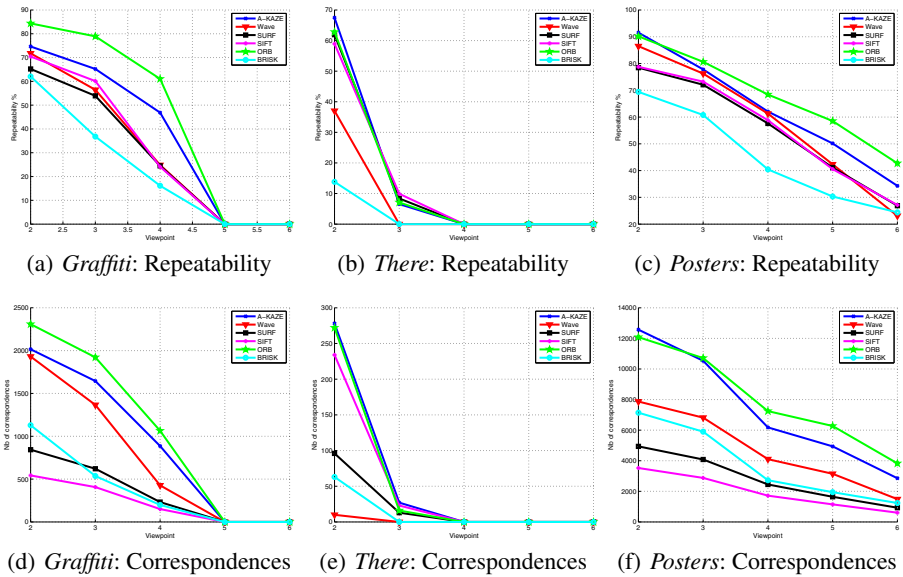 90
80
70
60
50
40
30
20
10
0
Repeatability %
2 2.5 3 3.5 4 4.5 5 5.5 6
Viewpoint
A-KAZE
Wave
SURF
SIFT
ORB
BRISK
(a) Graffiti: Repeatability
70
60
50
40
30
20
10
0
Repeatability %
2 3 4 5 6
Viewpoint
A-KAZE
Wave
SURF
SIFT
ORB
BRISK
(b) There: Repeatability
100
90
80
70
60
50
40
30
20
Repeatability %
2 3 4 5 6
Viewpoint
A-KAZE
Wave
SURF
SIFT
ORB
BRISK
(c) Posters: Repeatability
2500
2000
1500
1000
500
0
Nb of correspondences
2 3 4 5 6
Viewpoint
A-KAZE
Wave
SURF
SIFT
ORB
BRISK
(d) Graffiti: Correspondences
300
250
200
150
100
50
0
Nb of correspondences
2 3 4 5 6
Viewpoint
A-KAZE
Wave
SURF
SIFT
ORB
BRISK
(e) There: Correspondences
14000
12000
10000
8000
6000
4000
2000
0
Nb of correspondences
2 3 4 5 6
Viewpoint
A-KAZE
Wave
SURF
SIFT
ORB
BRISK
(f) Posters: Correspondences